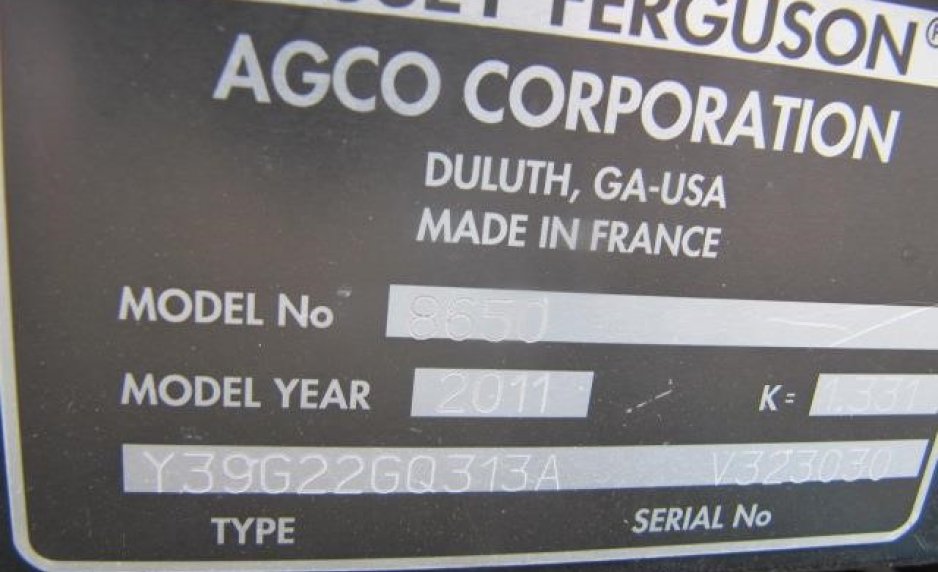 FERGUSON®
AGCO CORPORATION
DULUTH, GA-USA
MADE IN FRANCE
MODEL No 8650
MODEL YEAR 2011 K= 1.331
Y39G22GQ313A V323030
TYPE SERIAL No